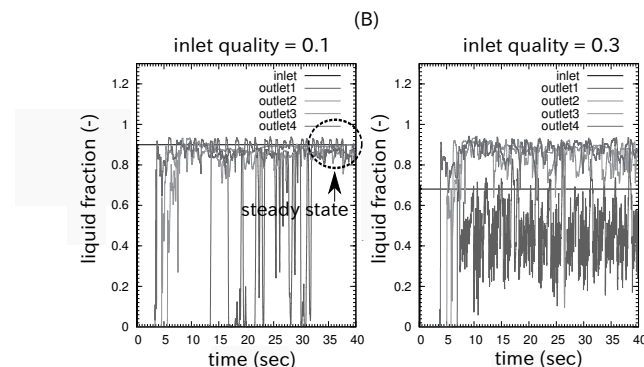 (B)
inlet quality = 0.1
inlet quality = 0.3
liquid fraction (-)
1.2
1
0.8
0.6
0.4
0.2
0
inlet
outlet1
outlet2
outlet3
outlet4
steady state
0 5 10 15 20 25 30 35 40
time (sec)
liquid fraction (-)
1.2
1
0.8
0.6
0.4
0.2
0
inlet
outlet1
outlet2
outlet3
outlet4
0 5 10 15 20 25 30 35 40
time (sec)